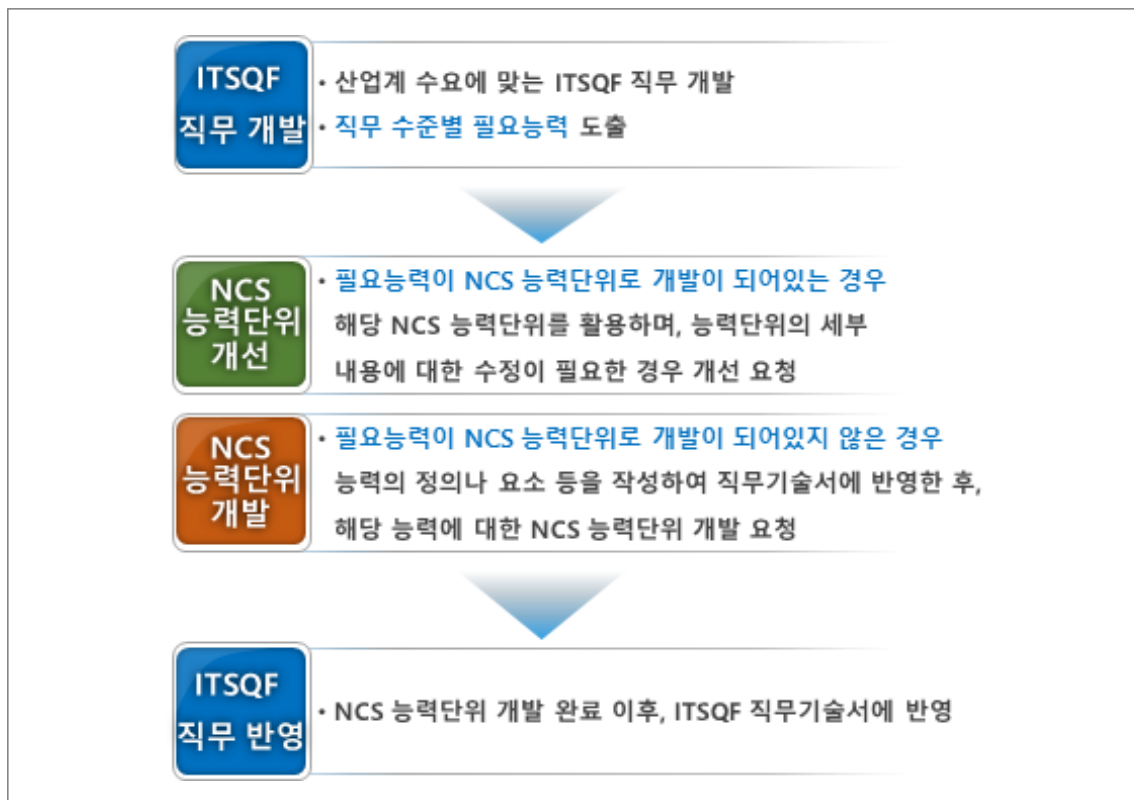 ITSQF
직무 개발
• 산업계 수요에 맞는 ITSQF 직무 개발
• 직무 수준별 필요능력 도출
NCS
능력단위
개선
• 필요능력이 NCS 능력단위로 개발이 되어있는 경우
해당 NCS 능력단위를 활용하며, 능력단위의 세부
내용에 대한 수정이 필요한 경우 개선 요청
NCS
능력단위
개발
• 필요능력이 NCS 능력단위로 개발이 되어있지 않은 경우
능력의 정의나 요소 등을 작성하여 직무기술서에 반영한 후,
해당 능력에 대한 NCS 능력단위 개발 요청
ITSQF
직무 반영
• NCS 능력단위 개발 완료 이후, ITSQF 직무기술서에 반영